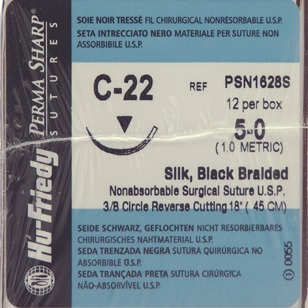 SOIE NOIR TRESSÉ FIL CHIRURGICAL NONRÉSORBABLE U.S.P.
SETA INTRECCIATO NERO MATERIALE PER SUTURE NON
ABSORBIBILE U.S.P.
C-22
REF PSN1628S
12 per box
5-0
(1.0 METRIC)
Silk, Black Braided
Nonabsorbable Surgical Suture U.S.P.
3/8 Circle Reverse Cutting 18" ( 45 CM)
SEIDE SCHWARZ, GEFLOCHTEN NICHT RESORBIERBARES
CHIRURGISCHES NAHTMATERIAL U.S.P.
SEDA TRENZADA NEGRE SUTURA QUIRÚRGICA NO
ABSORBIBLE U.S.P.
SEDA TRANÇADA PRETA SUTURA CIRÚRGICA
NÃO-ABSORVÍVEL U.S.D.
0055
Hu-Friedy
PERMA SHARP
SUTURES